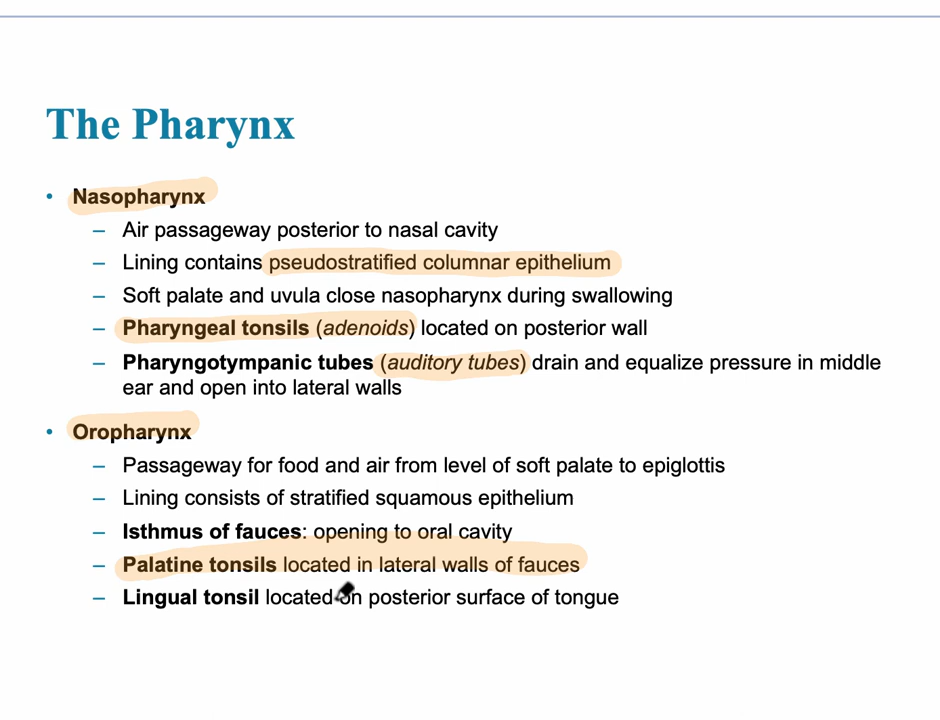 The Pharynx
• Nasopharynx
– Air passageway posterior to nasal cavity
– Lining contains pseudostratified columnar epithelium
– Soft palate and uvula close nasopharynx during swallowing
– Pharyngeal tonsils (adenoids) located on posterior wall
– Pharyngotympanic tubes (auditory tubes) drain and equalize pressure in middle
ear and open into lateral walls
• Oropharynx
– Passageway for food and air from level of soft palate to epiglottis
– Lining consists of stratified squamous epithelium
– Isthmus of fauces: opening to oral cavity
– Palatine tonsils located in lateral walls of fauces
– Lingual tonsil located on posterior surface of tongue